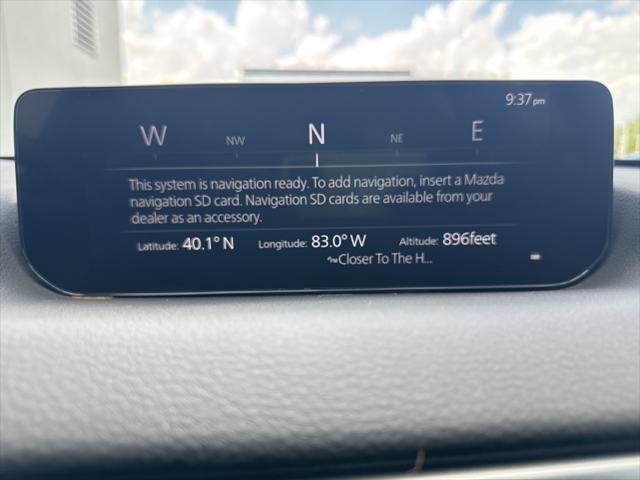 9:37pm
W NW N NE E
This system is navigation ready. To add navigation, insert a Mazda
navigation SD card. Navigation SD cards are available from your
dealer as an accessory.
Latitude: 40.1° N Longitude: 83.0° W Altitude: 896feet
Closer To The H...